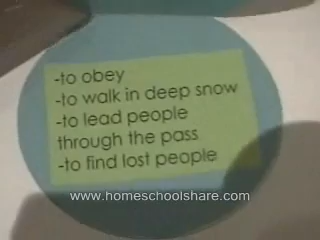 -to obey
-to walk in deep snow
-to lead people
through the pass
-to find lost people
www.homeschoolshare.com